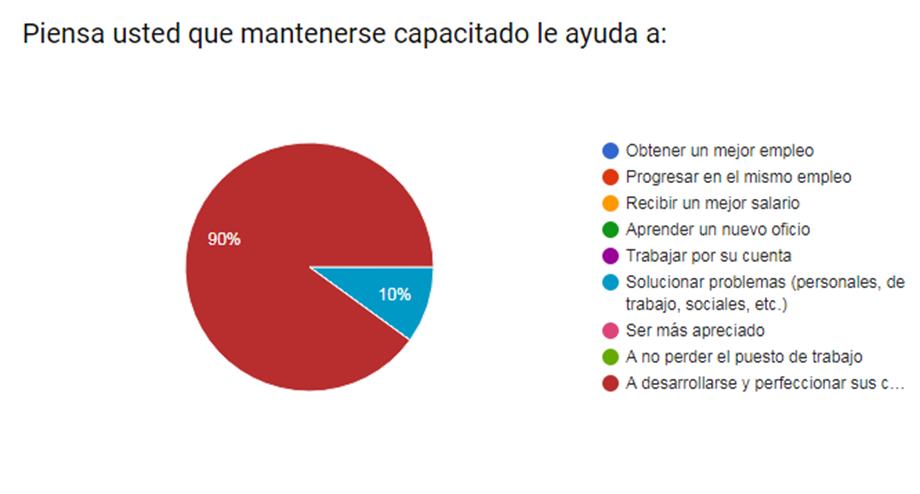 Piensa usted que mantenerse capacitado le ayuda a:
90%
10%
Obtener un mejor empleo
Progresar en el mismo empleo
Recibir un mejor salario
Aprender un nuevo oficio
Trabajar por su cuenta
Solucionar problemas (personales, de
trabajo, sociales, etc.)
Ser más apreciado
A no perder el puesto de trabajo
A desarrollarse y perfeccionar sus c...